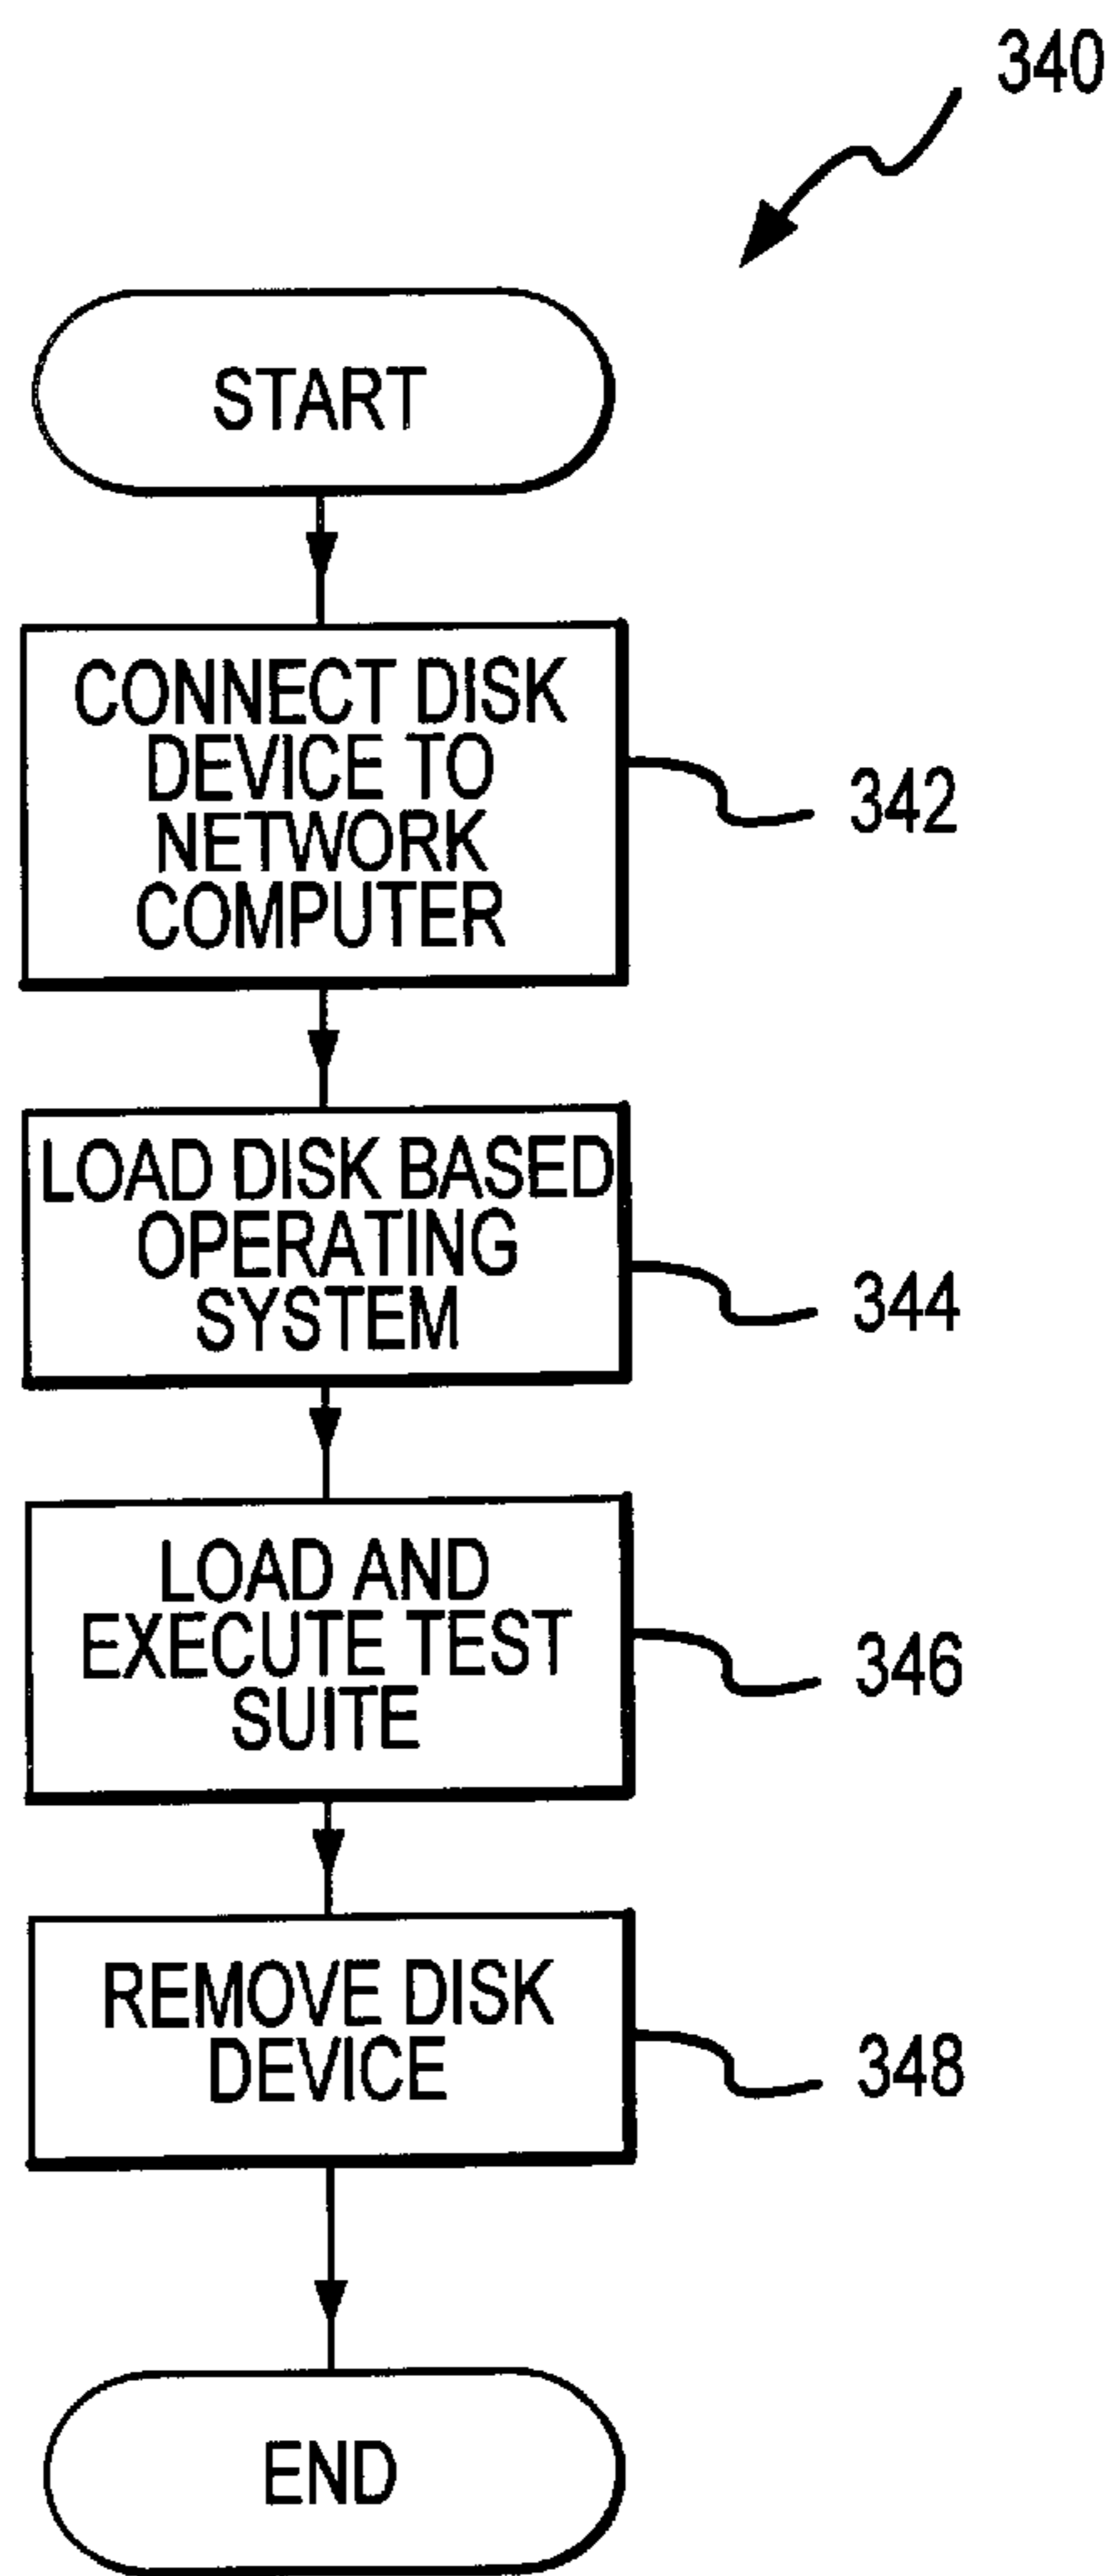 340
START
CONNECT DISK
DEVICE TO
NETWORK
COMPUTER
342
LOAD DISK BASED
OPERATING
SYSTEM
344
LOAD AND
EXECUTE TEST
SUITE
346
REMOVE DISK
DEVICE
348
END